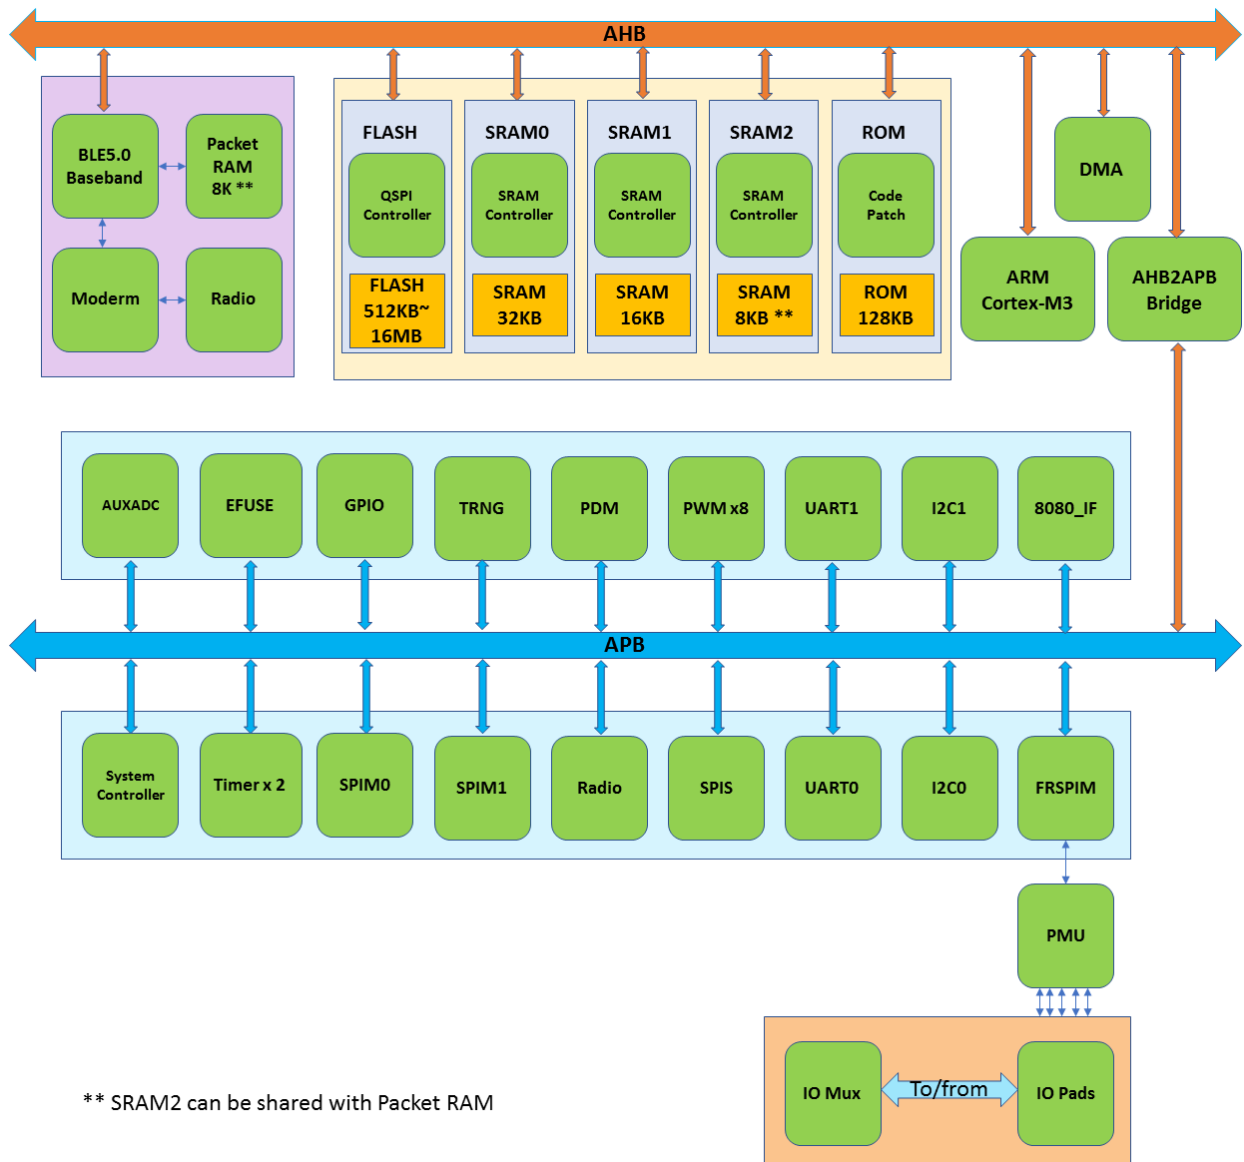 AHB
BLE5.0
Baseband
Packet
RAM
8K **
Moderm
Radio
FLASH
QSPI
Controller
FLASH
512KB~
16MB
SRAM0
SRAM
Controller
SRAM
32KB
SRAM1
SRAM
Controller
SRAM
16KB
SRAM2
SRAM
Controller
SRAM
8KB **
ROM
Code
Patch
ROM
128KB
DMA
ARM
Cortex-M3
AHB2APB
Bridge
AUXADC
EFUSE
GPIO
TRNG
PDM
PWM x8
UART1
I2C1
8080_IF
APB
System
Controller
Timer x 2
SPIM0
SPIM1
Radio
SPIS
UART0
I2C0
FRSPIM
PMU
IO Mux
To/from
IO Pads
** SRAM2 can be shared with Packet RAM